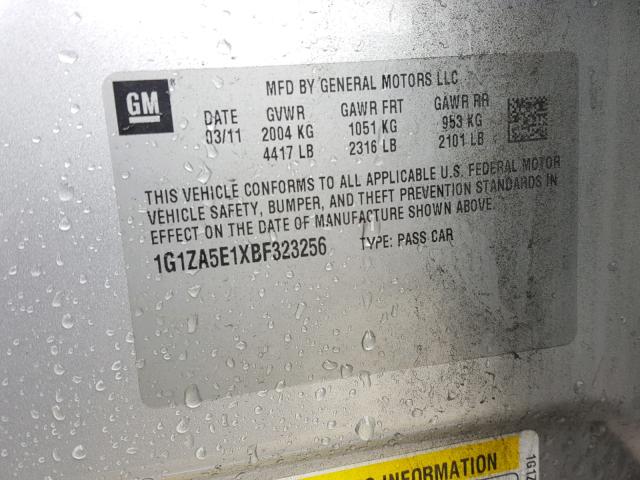 GM
MFD BY GENERAL MOTORS LLC
DATE GVWR GAWR FRT GAWR RR
03/11 2004 KG 1051 KG 953 KG
4417 LB 2316 LB 2101 LB
THIS VEHICLE CONFORMS TO ALL APPLICABLE U.S. FEDERAL MOTOR
VEHICLE SAFETY, BUMPER, AND THEFT PREVENTION STANDARDS IN
EFFECT ON THE DATE OF MANUFACTURE SHOWN ABOVE.
1G1ZA5E1XBF323256 TYPE: PASS CAR
INFORMATION
1G1Z